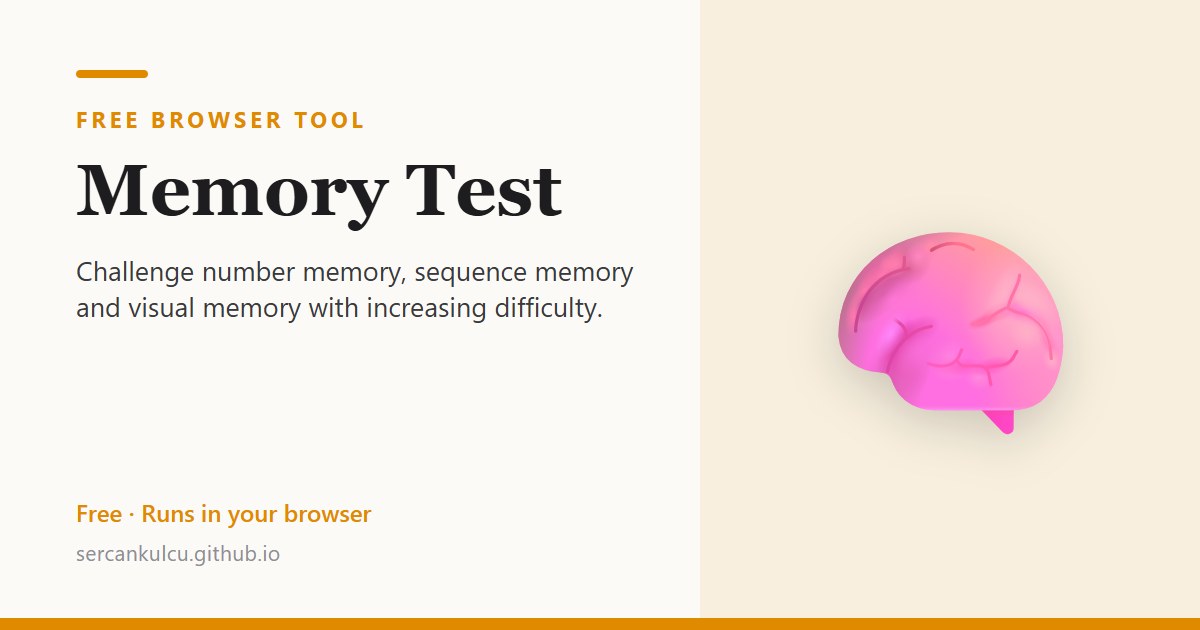 FREE BROWSER TOOL
Memory Test
Challenge number memory, sequence memory
and visual memory with increasing difficulty.
Free · Runs in your browser
sercankulcu.github.io